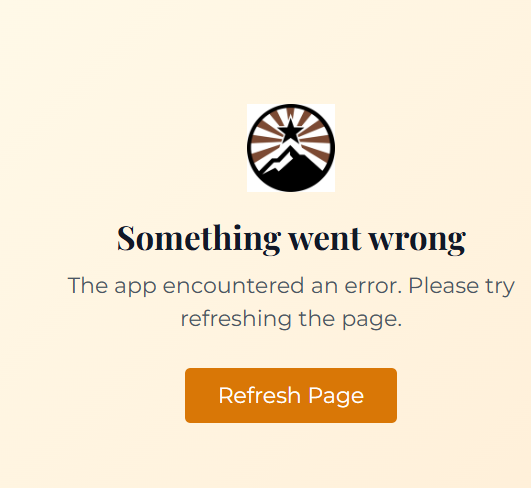 Something went wrong
The app encountered an error. Please try
refreshing the page.
Refresh Page